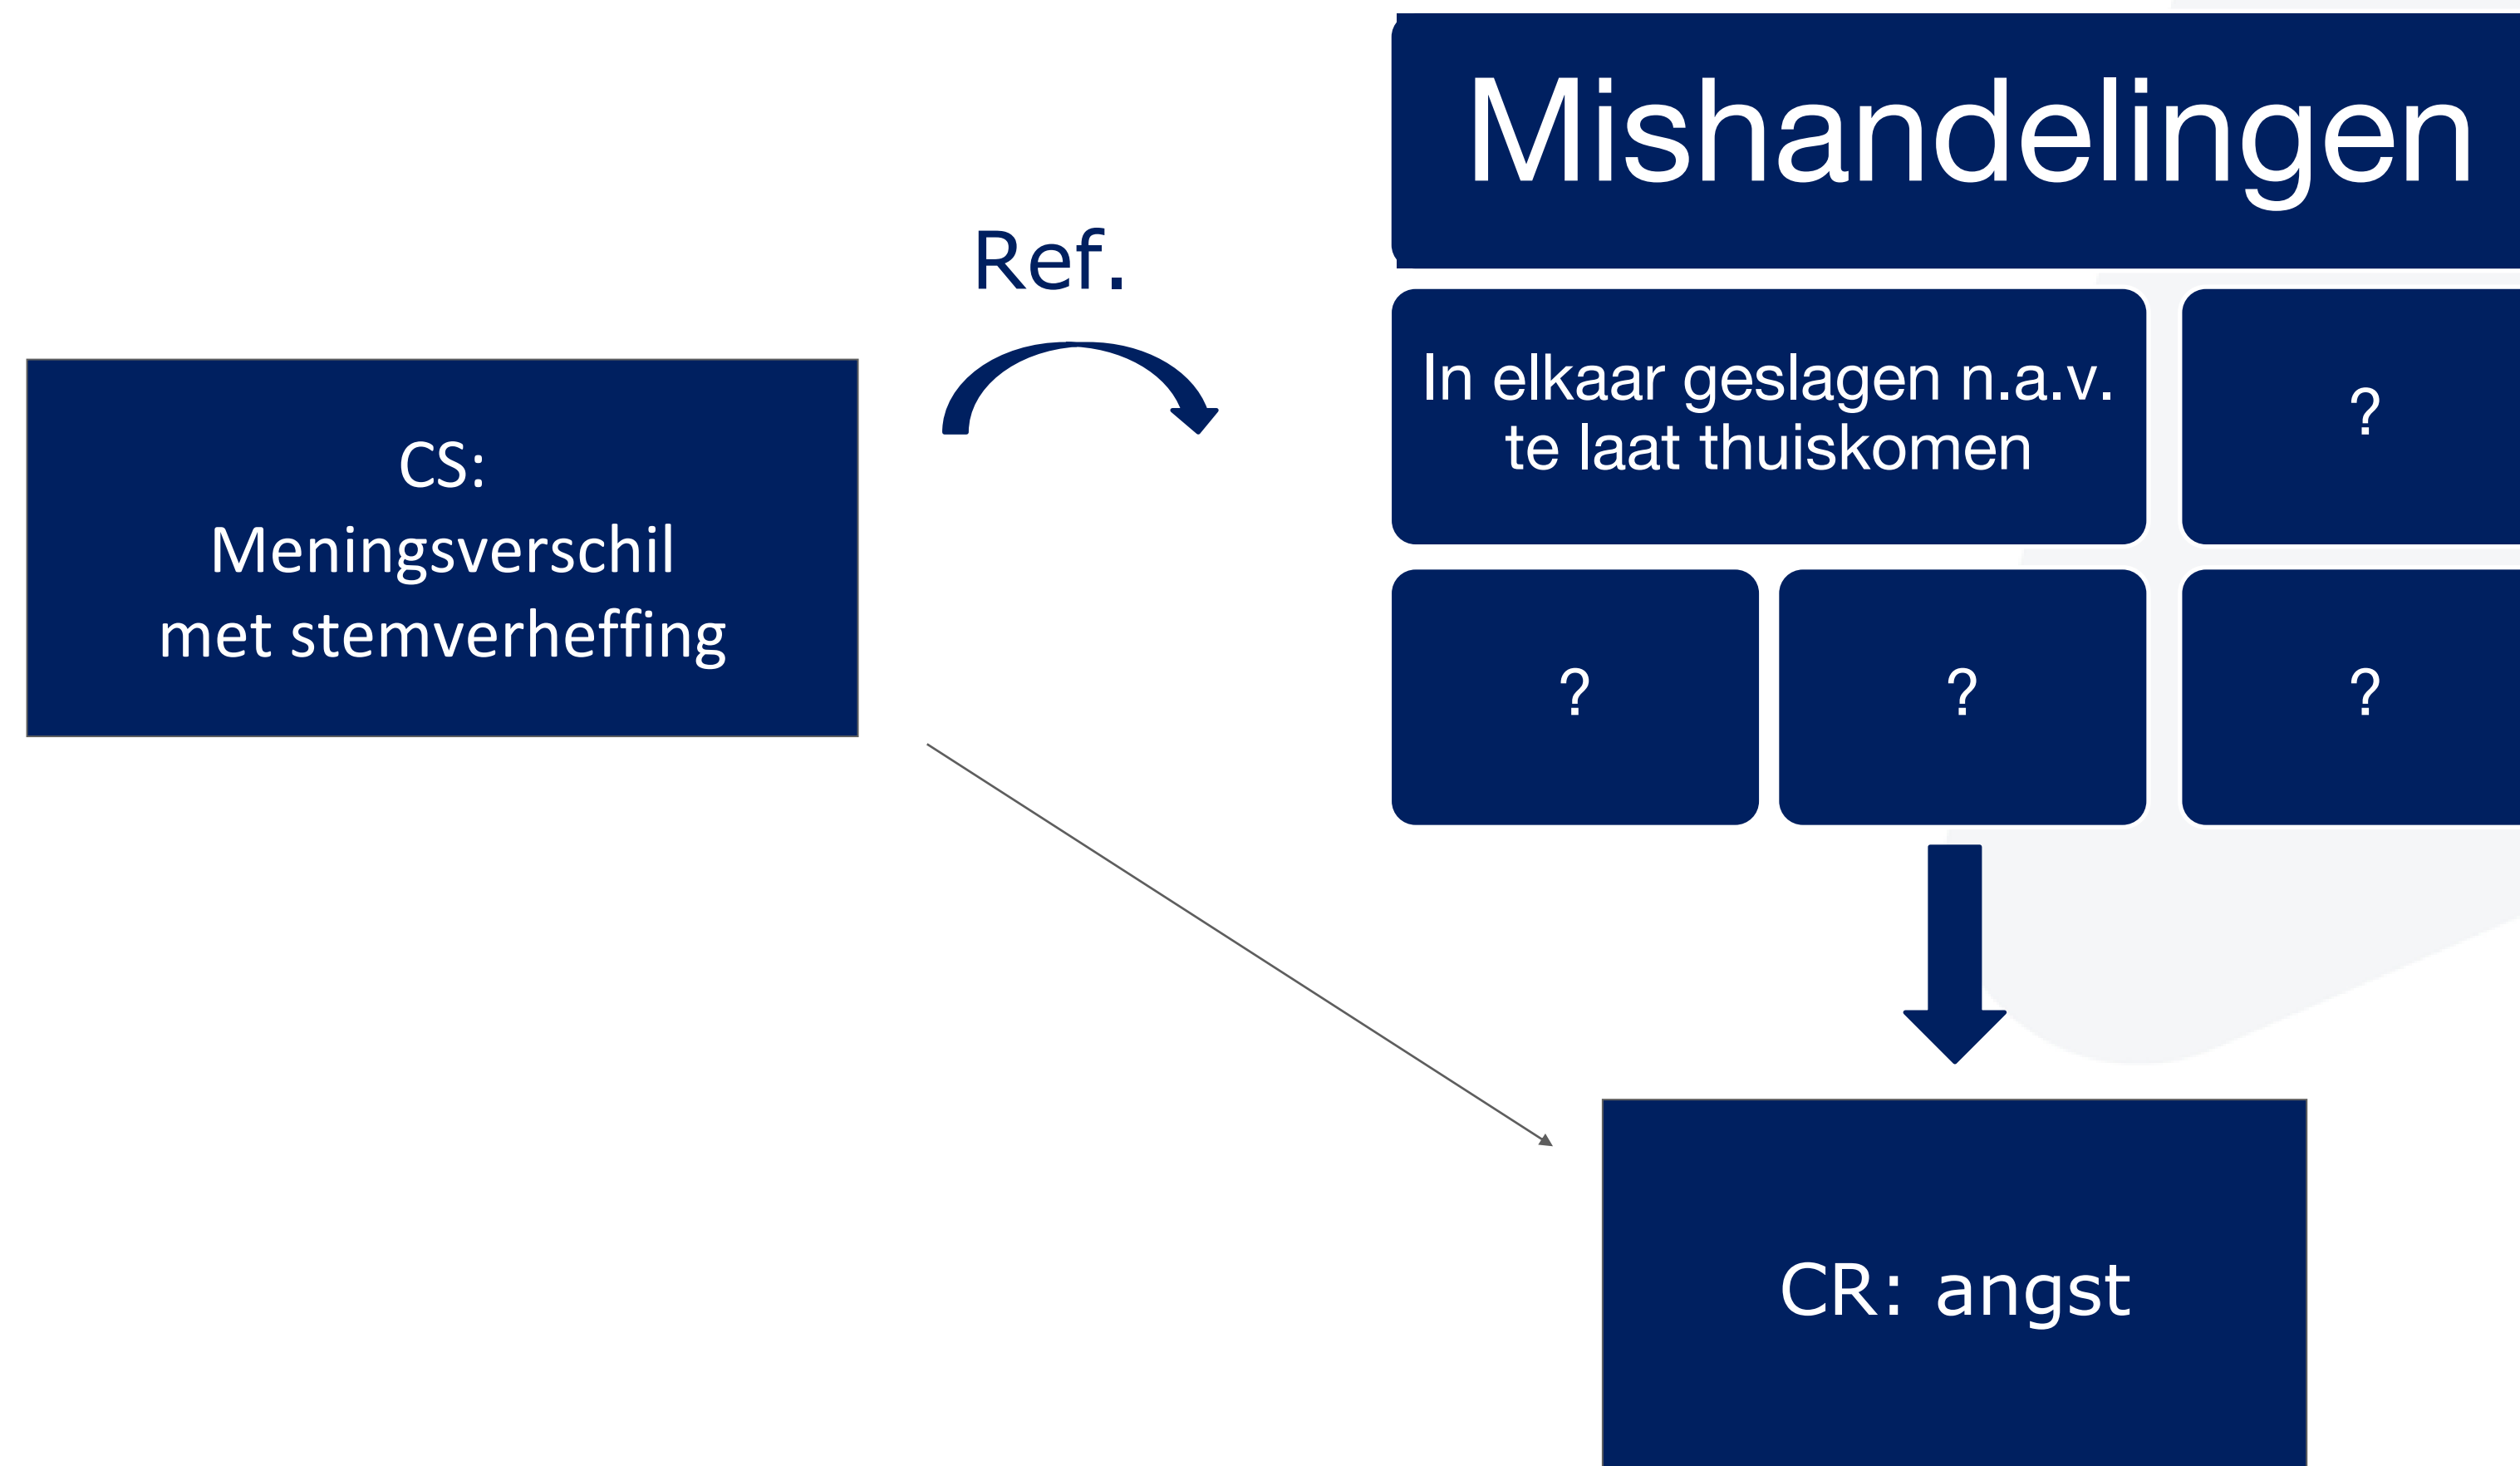 Mishandelingen
Ref.
In elkaar geslagen n.a.v.
te laat thuiskomen
?
CS:
Meningsverschil
met stemverheffing
?
?
?
CR: angst